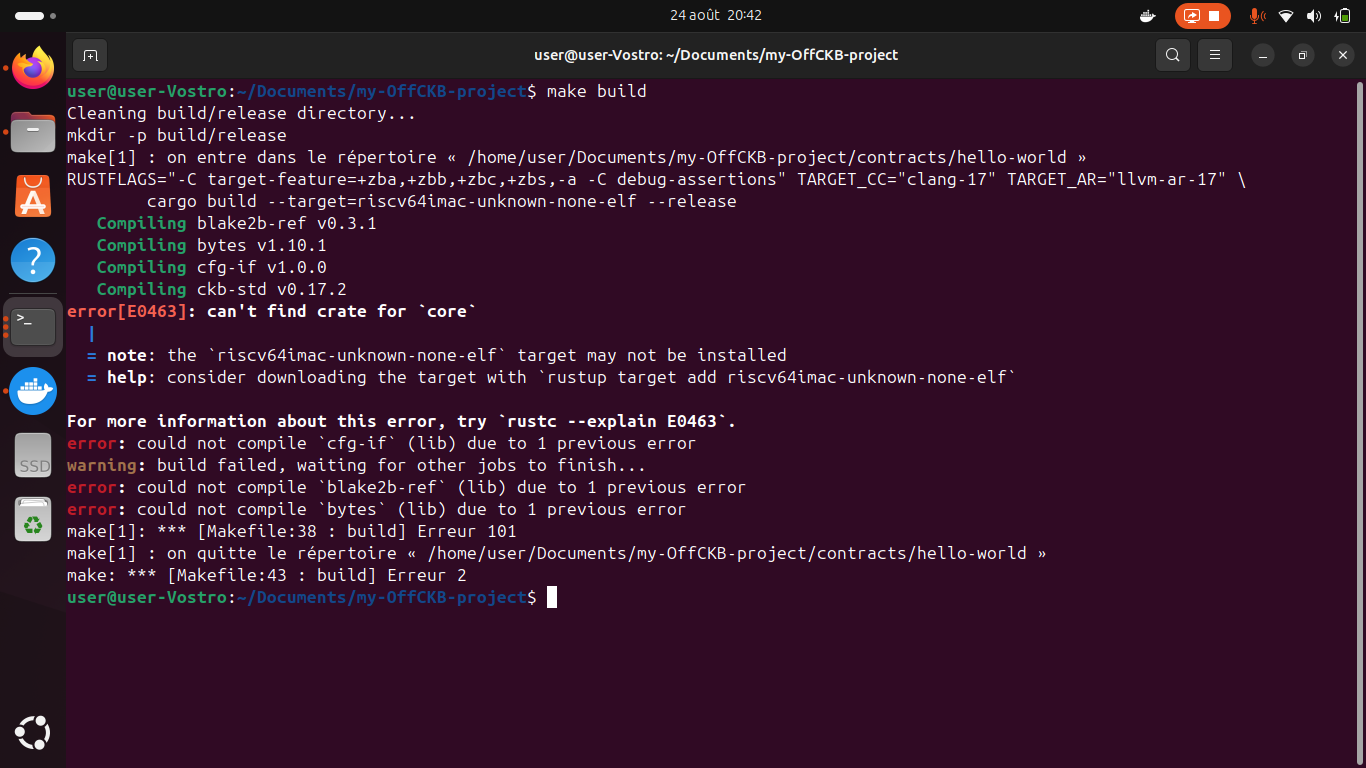 24 août 20:42
user@user-Vostro: ~/Documents/my-OffCKB-project
user@user-Vostro:~/Documents/my-OffCKB-project$ make build
Cleaning build/release directory...
mkdir -p build/release
make[1] : on entre dans le répertoire « /home/user/Documents/my-OffCKB-project/contracts/hello-world »
RUSTFLAGS="-C target-feature=+zba,+zbb,+zbc,+zbs,-a -C debug-assertions" TARGET_CC="clang-17" TARGET_AR="llvm-ar-17" \
        cargo build --target=riscv64imac-unknown-none-elf --release
   Compiling blake2b-ref v0.3.1
   Compiling bytes v1.10.1
   Compiling cfg-if v1.0.0
   Compiling ckb-std v0.17.2
error[E0463]: can't find crate for `core`
  |
  = note: the `riscv64imac-unknown-none-elf` target may not be installed
  = help: consider downloading the target with `rustup target add riscv64imac-unknown-none-elf`
For more information about this error, try `rustc --explain E0463`.
error: could not compile `cfg-if` (lib) due to 1 previous error
warning: build failed, waiting for other jobs to finish...
error: could not compile `blake2b-ref` (lib) due to 1 previous error
error: could not compile `bytes` (lib) due to 1 previous error
make[1]: *** [Makefile:38 : build] Erreur 101
make[1] : on quitte le répertoire « /home/user/Documents/my-OffCKB-project/contracts/hello-world »
make: *** [Makefile:43 : build] Erreur 2
user@user-Vostro:~/Documents/my-OffCKB-project$
>_
?
SSD